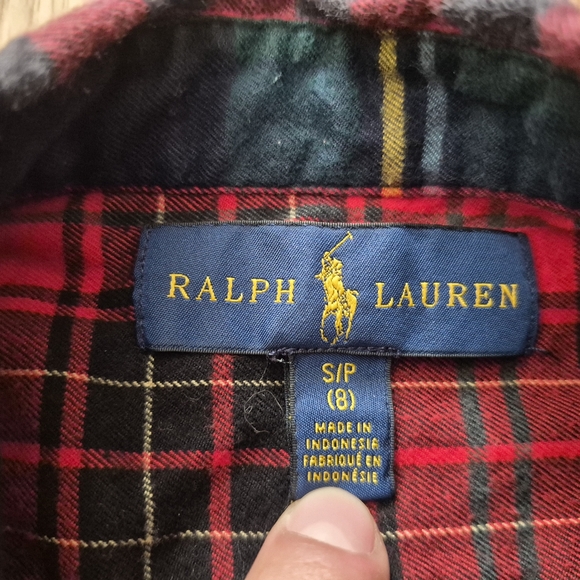 RALPH LAUREN
S/P
(8)
MADE IN
INDONESIA
FABRIQUÉ EN
INDONÉSIE